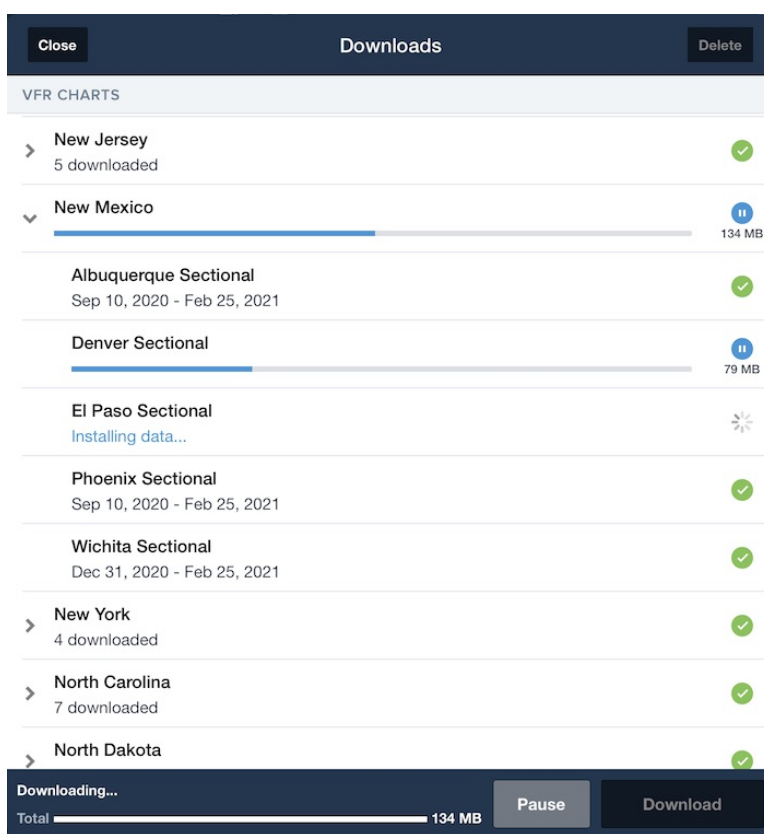 Close
Downloads
Delete
VFR CHARTS
New Jersey
5 downloaded
New Mexico
134 MB
Albuquerque Sectional
Sep 10, 2020 - Feb 25, 2021
Denver Sectional
79 MB
El Paso Sectional
Installing data...
Phoenix Sectional
Sep 10, 2020 - Feb 25, 2021
Wichita Sectional
Dec 31, 2020 - Feb 25, 2021
New York
4 downloaded
North Carolina
7 downloaded
North Dakota
Downloading...
Total 134 MB
Pause
Download